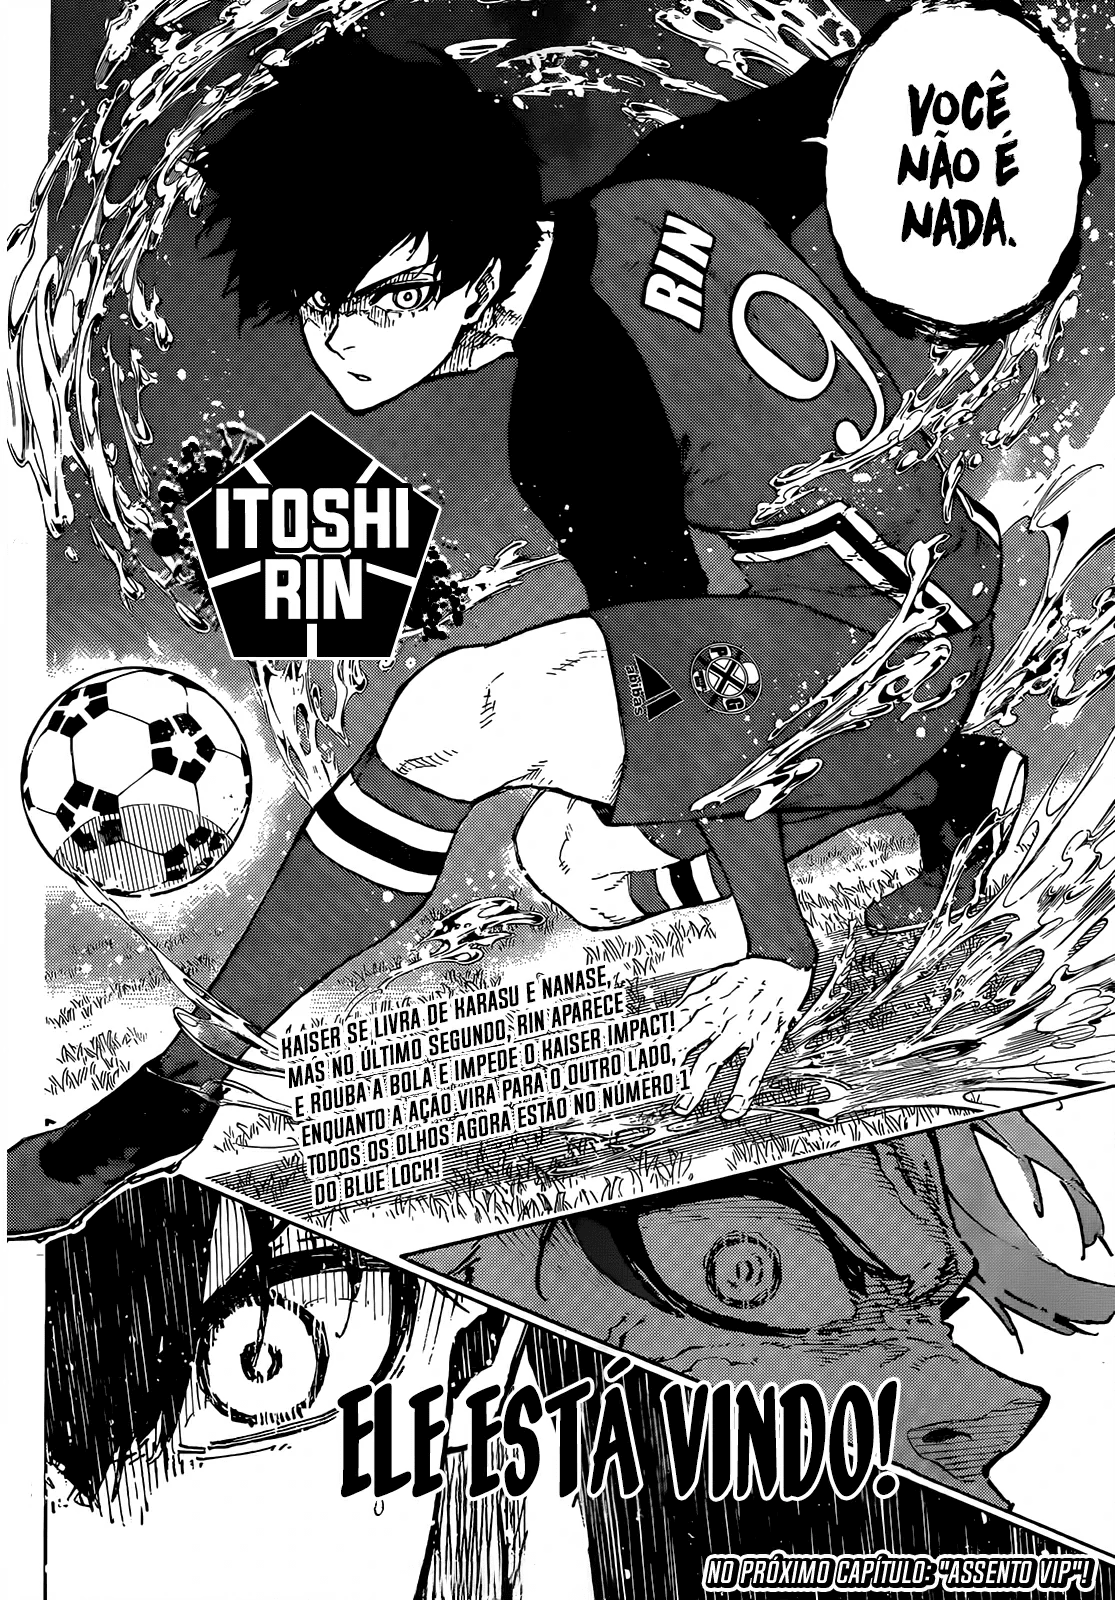 VOCÊ
NÃO É
NADA.
RIN
9
ITOSHI
RIN
abibas
P X G
KAISER SE LIVRA DE KARASU E NANASE,
MAS NO ÚLTIMO SEGUNDO, RIN APARECE
E ROUBA A BOLA E IMPEDE O KAISER IMPACT!
ENQUANTO A AÇÃO VIRA PARA O OUTRO LADO,
TODOS OS OLHOS AGORA ESTÃO NO NÚMERO 1
DO BLUE LOCK!
ELE ESTÁ VINDO!
NO PRÓXIMO CAPÍTULO: "ASSENTO VIP"!